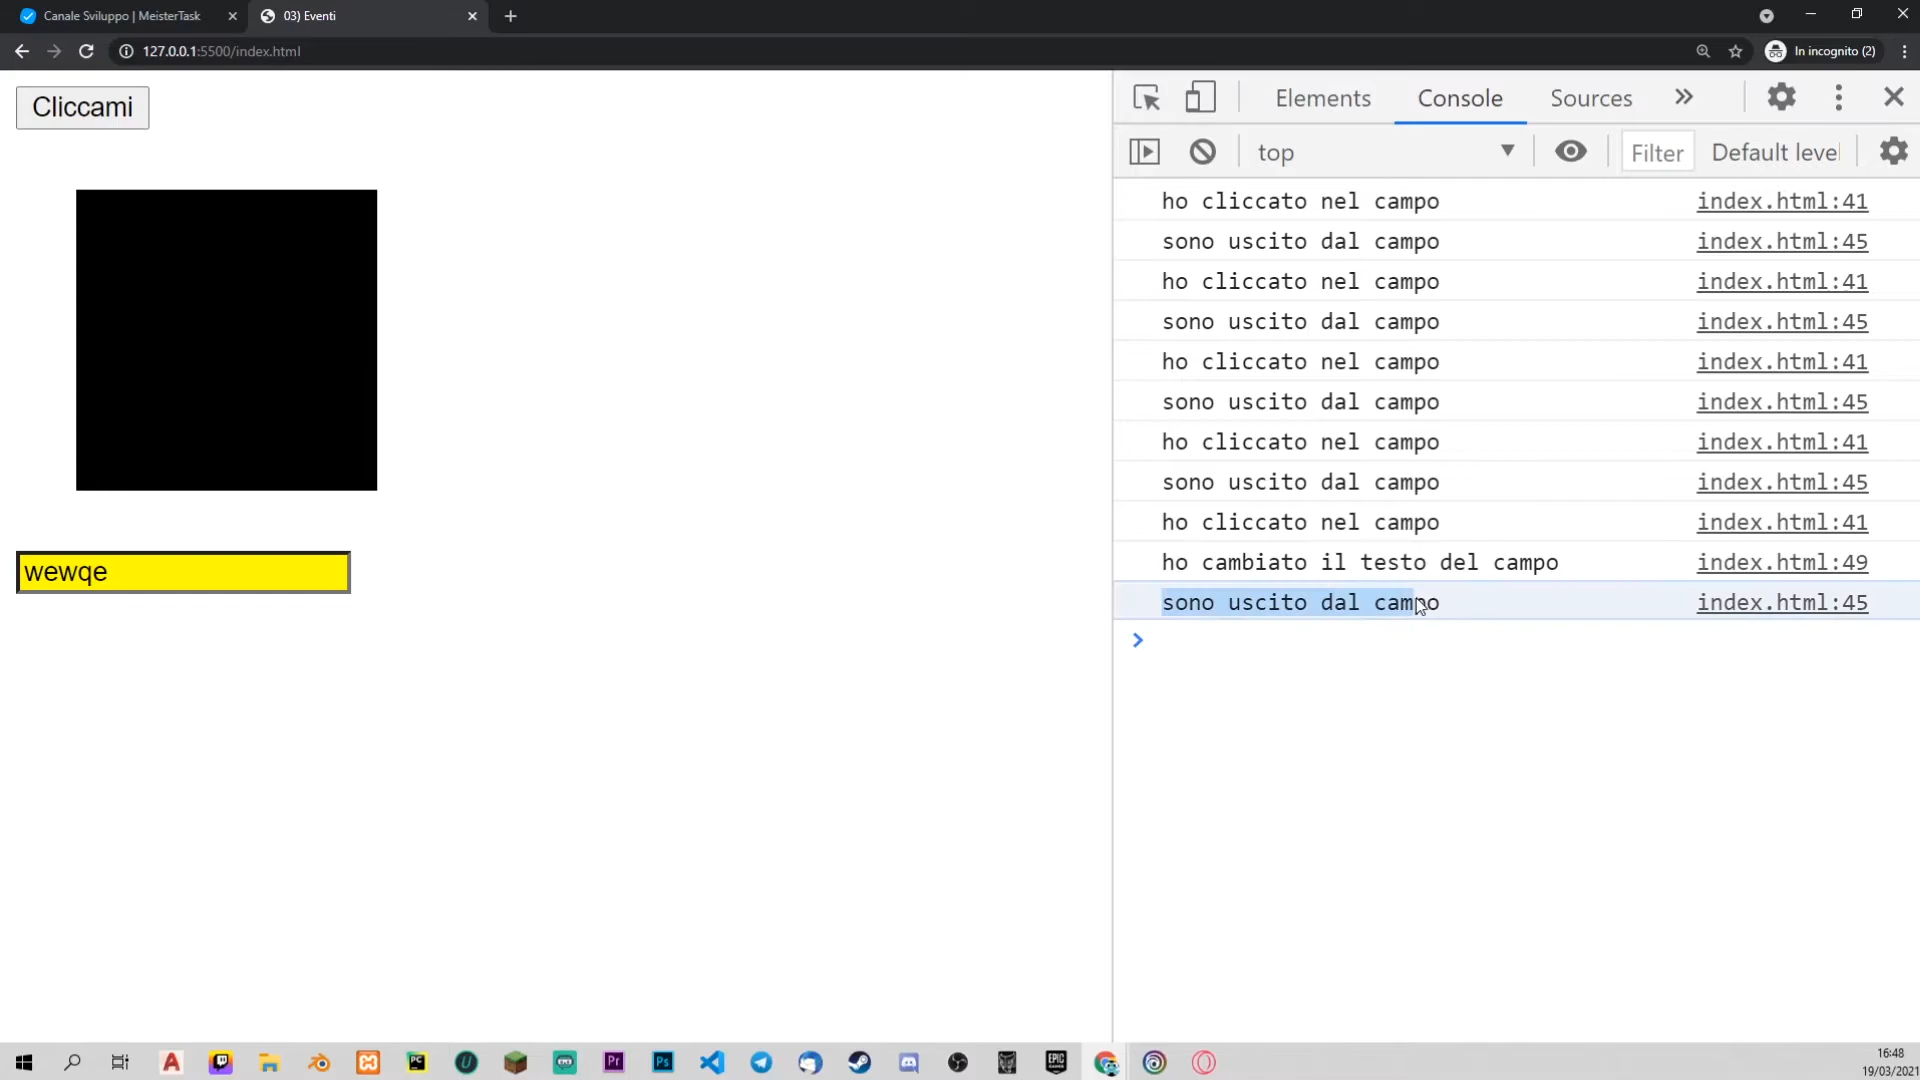 Canale Sviluppo | MeisterTask
03) Eventi
127.0.0.1:5500/index.html
In incognito (2)
Cliccami
wewqe
Elements
Console
Sources
top
Filter
Default level
ho cliccato nel campo index.html:41
sono uscito dal campo index.html:45
ho cliccato nel campo index.html:41
sono uscito dal campo index.html:45
ho cliccato nel campo index.html:41
sono uscito dal campo index.html:45
ho cliccato nel campo index.html:41
sono uscito dal campo index.html:45
ho cliccato nel campo index.html:41
ho cambiato il testo del campo index.html:49
sono uscito dal campo index.html:45
Pr
Ps
PC
EPIC
GAMES
16:48
19/03/2021